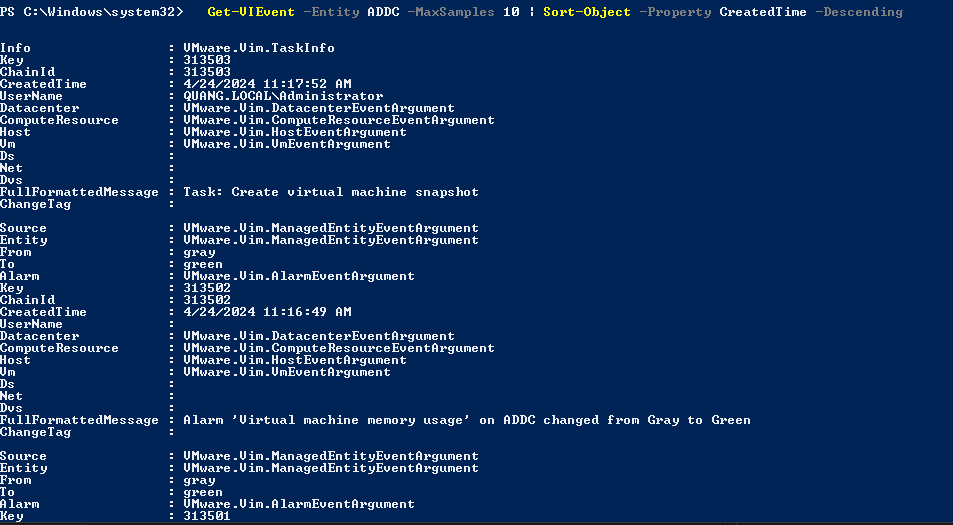 PS C:\Windows\system32> Get-VIEvent -Entity ADDC -MaxSamples 10 | Sort-Object -Property CreatedTime -Descending
Info : VMware.Vim.TaskInfo
Key : 313503
ChainId : 313503
CreatedTime : 4/24/2024 11:17:52 AM
UserName : QUANG.LOCAL\Administrator
Datacenter : VMware.Vim.DatacenterEventArgument
ComputeResource : VMware.Vim.ComputeResourceEventArgument
Host : VMware.Vim.HostEventArgument
Vm : VMware.Vim.VmEventArgument
Ds :
Net :
Dvs :
FullFormattedMessage : Task: Create virtual machine snapshot
ChangeTag :
Source : VMware.Vim.ManagedEntityEventArgument
Entity : VMware.Vim.ManagedEntityEventArgument
From : gray
To : green
Alarm : VMware.Vim.AlarmEventArgument
Key : 313502
ChainId : 313502
CreatedTime : 4/24/2024 11:16:49 AM
UserName :
Datacenter : VMware.Vim.DatacenterEventArgument
ComputeResource : VMware.Vim.ComputeResourceEventArgument
Host : VMware.Vim.HostEventArgument
Vm : VMware.Vim.VmEventArgument
Ds :
Net :
Dvs :
FullFormattedMessage : Alarm 'Virtual machine memory usage' on ADDC changed from Gray to Green
ChangeTag :
Source : VMware.Vim.ManagedEntityEventArgument
Entity : VMware.Vim.ManagedEntityEventArgument
From : gray
To : green
Alarm : VMware.Vim.AlarmEventArgument
Key : 313501